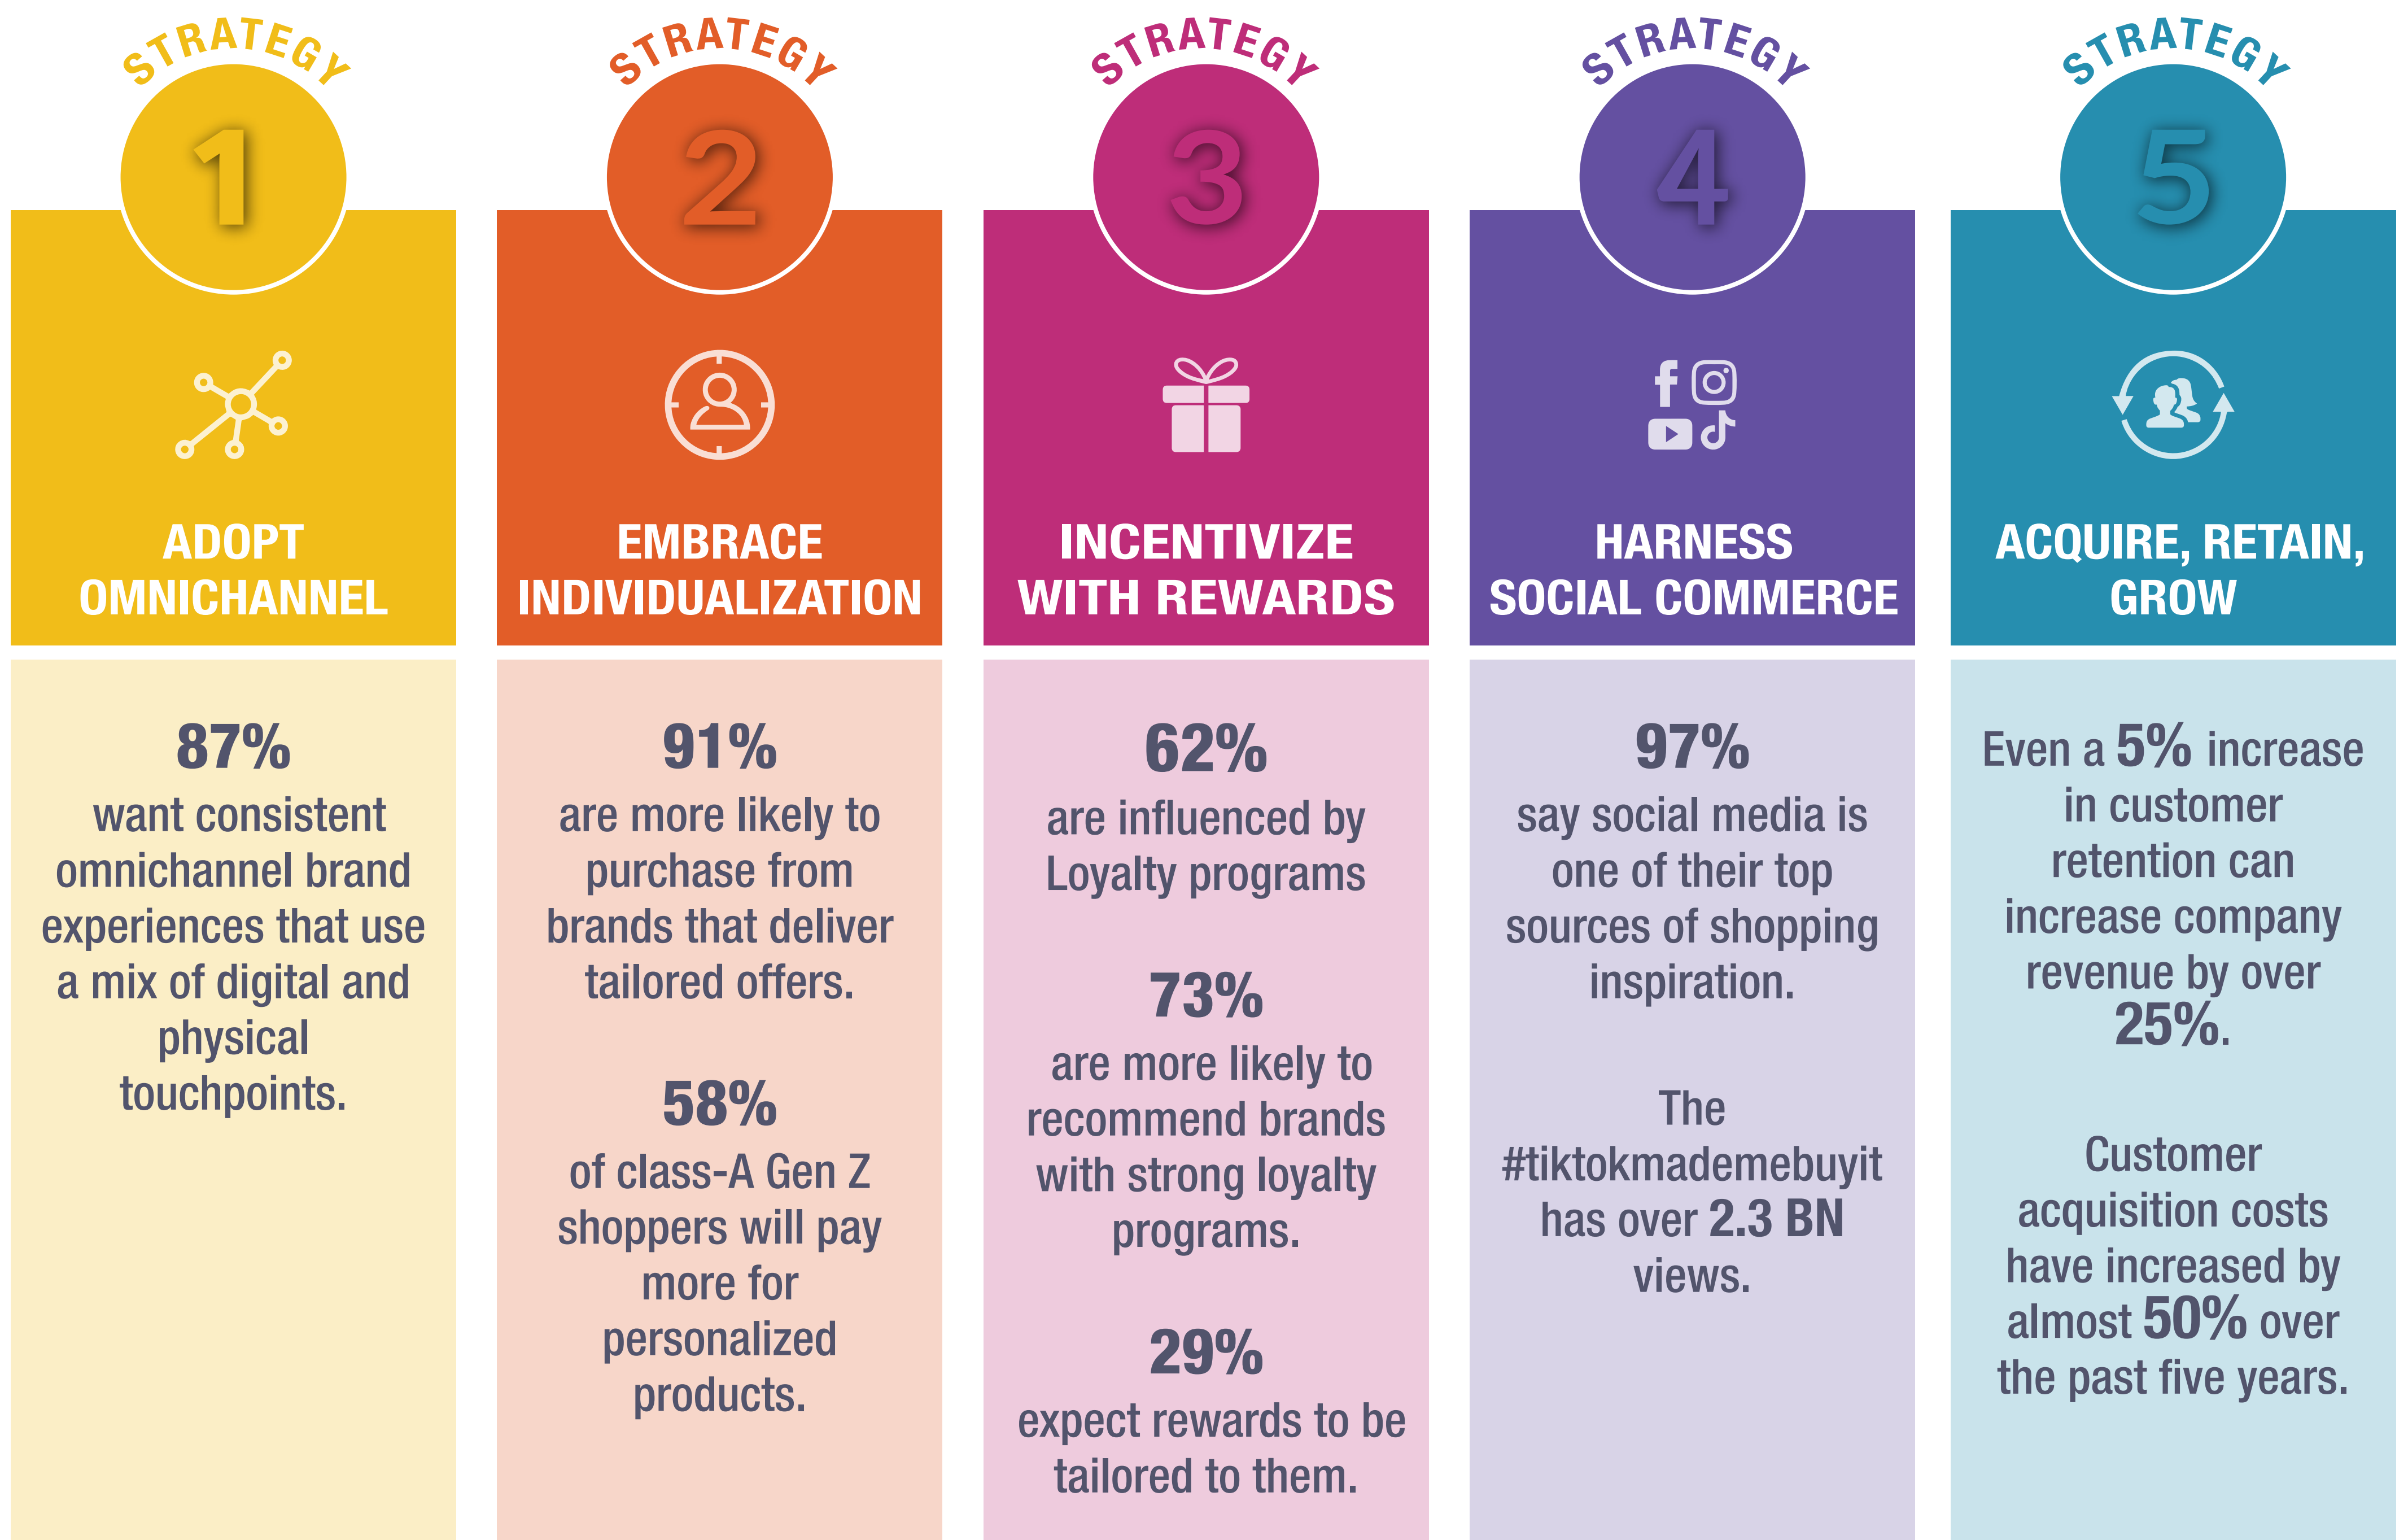 STRATEGY
1
ADOPT
OMNICHANNEL
87%
want consistent
omnichannel brand
experiences that use
a mix of digital and
physical
touchpoints.
STRATEGY
2
EMBRACE
INDIVIDUALIZATION
91%
are more likely to
purchase from
brands that deliver
tailored offers.
58%
of class-A Gen Z
shoppers will pay
more for
personalized
products.
STRATEGY
3
INCENTIVIZE
WITH REWARDS
62%
are influenced by
Loyalty programs
73%
are more likely to
recommend brands
with strong loyalty
programs.
29%
expect rewards to be
tailored to them.
STRATEGY
4
HARNESS
SOCIAL COMMERCE
97%
say social media is
one of their top
sources of shopping
inspiration.
The
#tiktokmademebuyit
has over 2.3 BN
views.
STRATEGY
5
ACQUIRE, RETAIN,
GROW
Even a 5% increase
in customer
retention can
increase company
revenue by over
25%.
Customer
acquisition costs
have increased by
almost 50% over
the past five years.